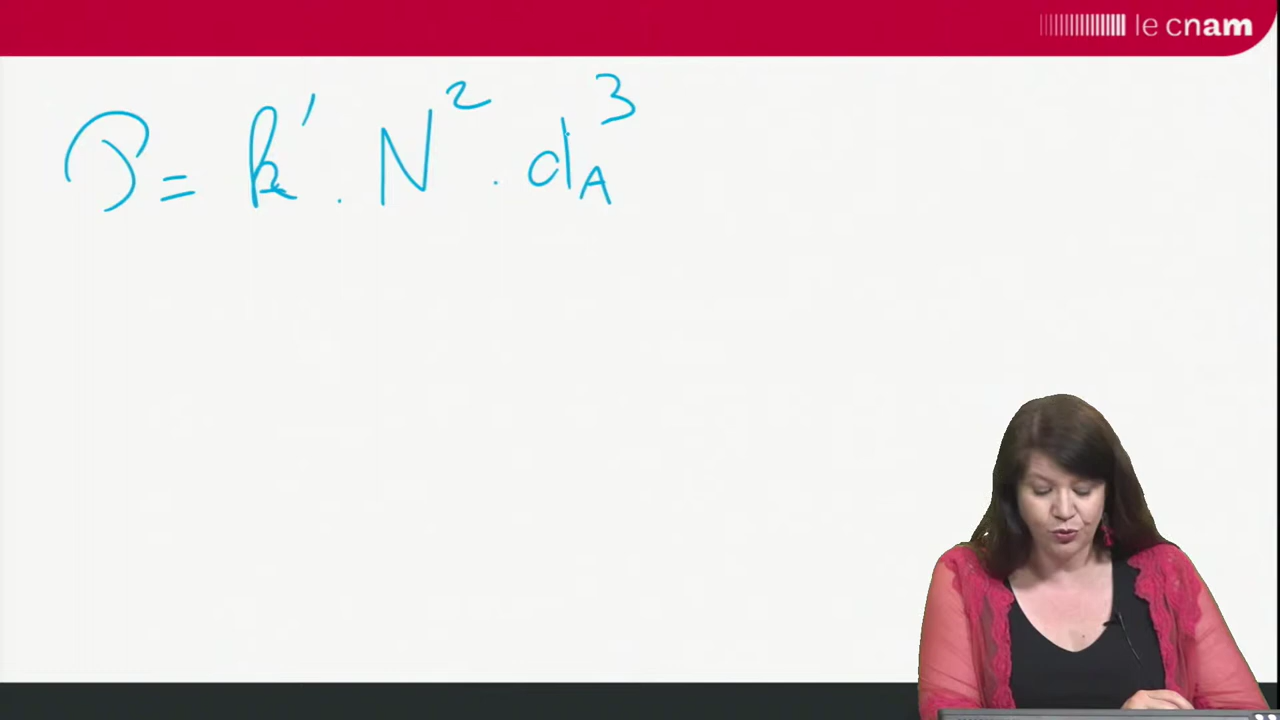 le cnam
P = k' . N² . d_A³